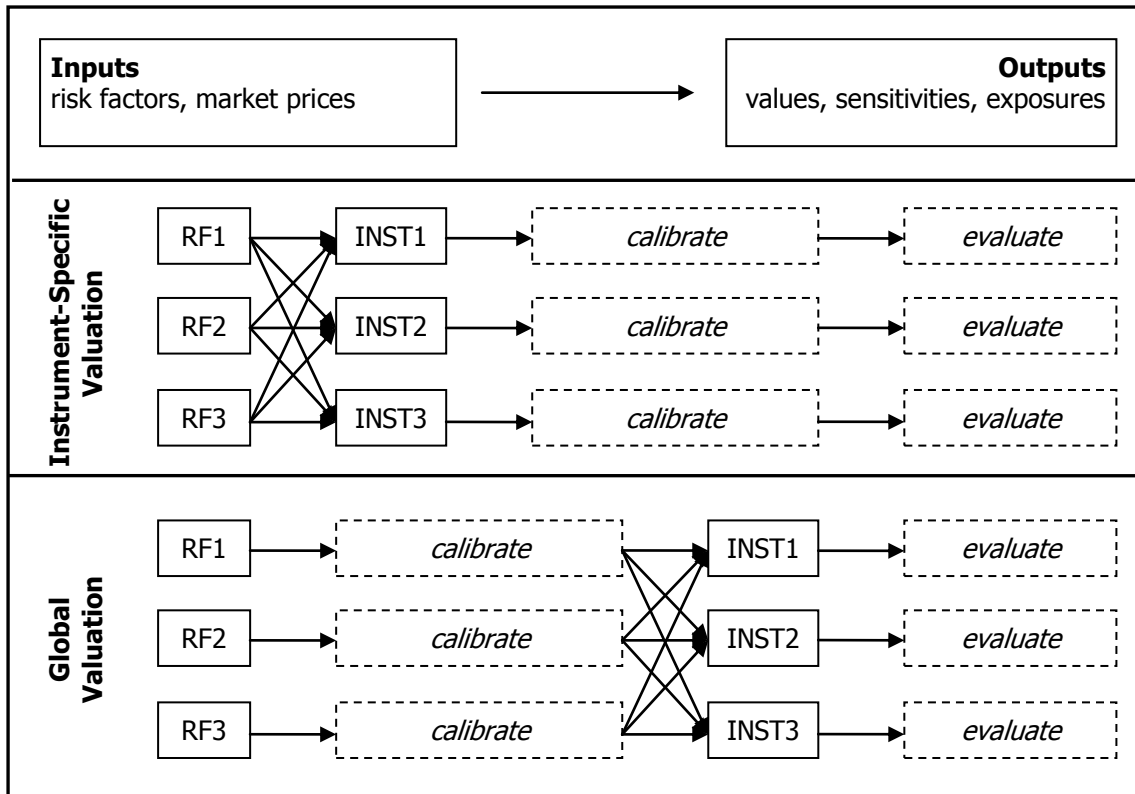 Inputs
risk factors, market prices
Outputs
values, sensitivities, exposures
Instrument-Specific
Valuation
RF1
INST1
calibrate
evaluate
RF2
INST2
calibrate
evaluate
RF3
INST3
calibrate
evaluate
Global
Valuation
RF1
calibrate
INST1
evaluate
RF2
calibrate
INST2
evaluate
RF3
calibrate
INST3
evaluate